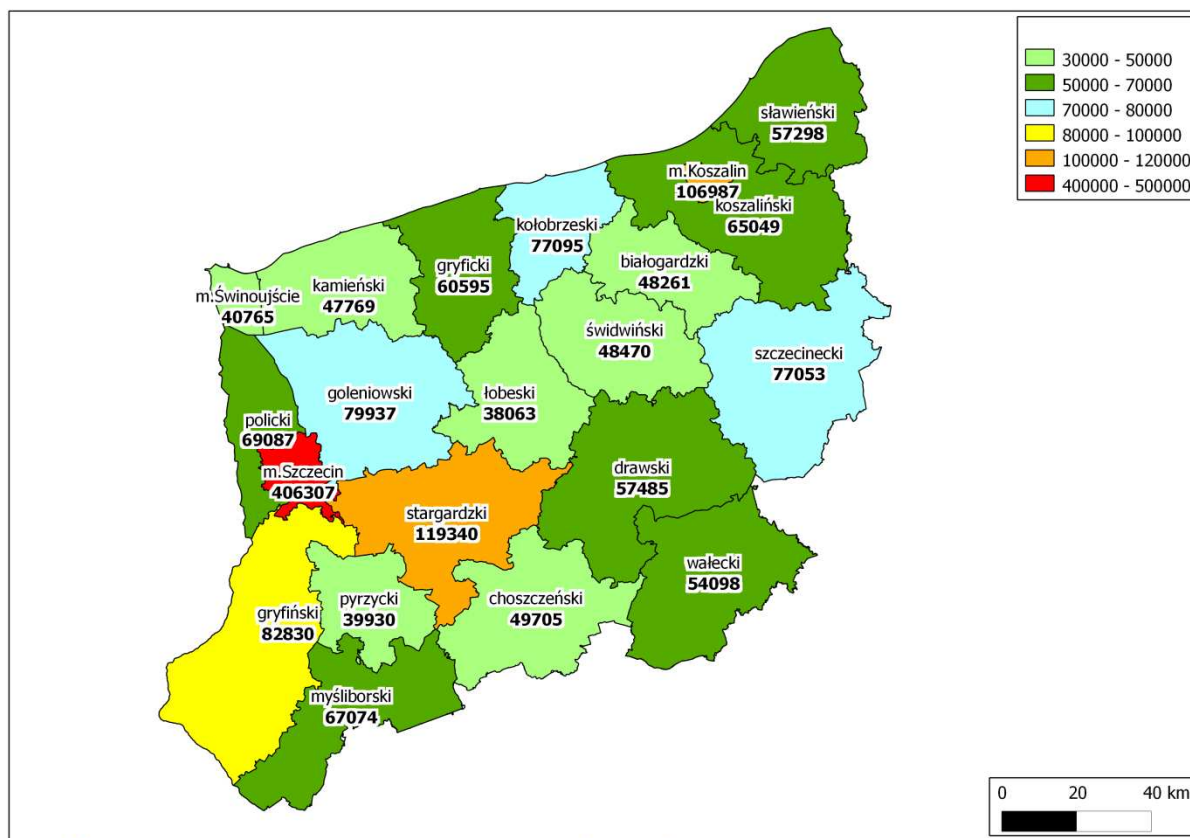 30000 - 50000
50000 - 70000
70000 - 80000
80000 - 100000
100000 - 120000
400000 - 500000
sławieński
57298
m.Koszalin
106987
koszaliński
65049
kołobrzeski
77095
gryficki
60595
białogardzki
48261
kamieński
47769
m.Świnoujście
40765
świdwiński
48470
szczecinecki
77053
łobeski
38063
goleniowski
79937
policki
69087
m.Szczecin
406307
drawski
57485
stargardzki
119340
wałecki
54098
choszczeński
49705
pyrzycki
39930
gryfiński
82830
myśliborski
67074
0 20 40 km